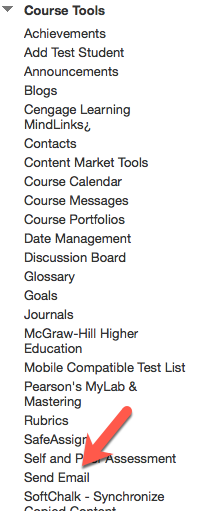 Course Tools
Achievements
Add Test Student
Announcements
Blogs
Cengage Learning
MindLinks¿
Contacts
Content Market Tools
Course Calendar
Course Messages
Course Portfolios
Date Management
Discussion Board
Glossary
Goals
Journals
McGraw-Hill Higher
Education
Mobile Compatible Test List
Pearson's MyLab &
Mastering
Rubrics
SafeAssign
Self and Peer Assessment
Send Email
SoftChalk - Synchronize
Copied Content